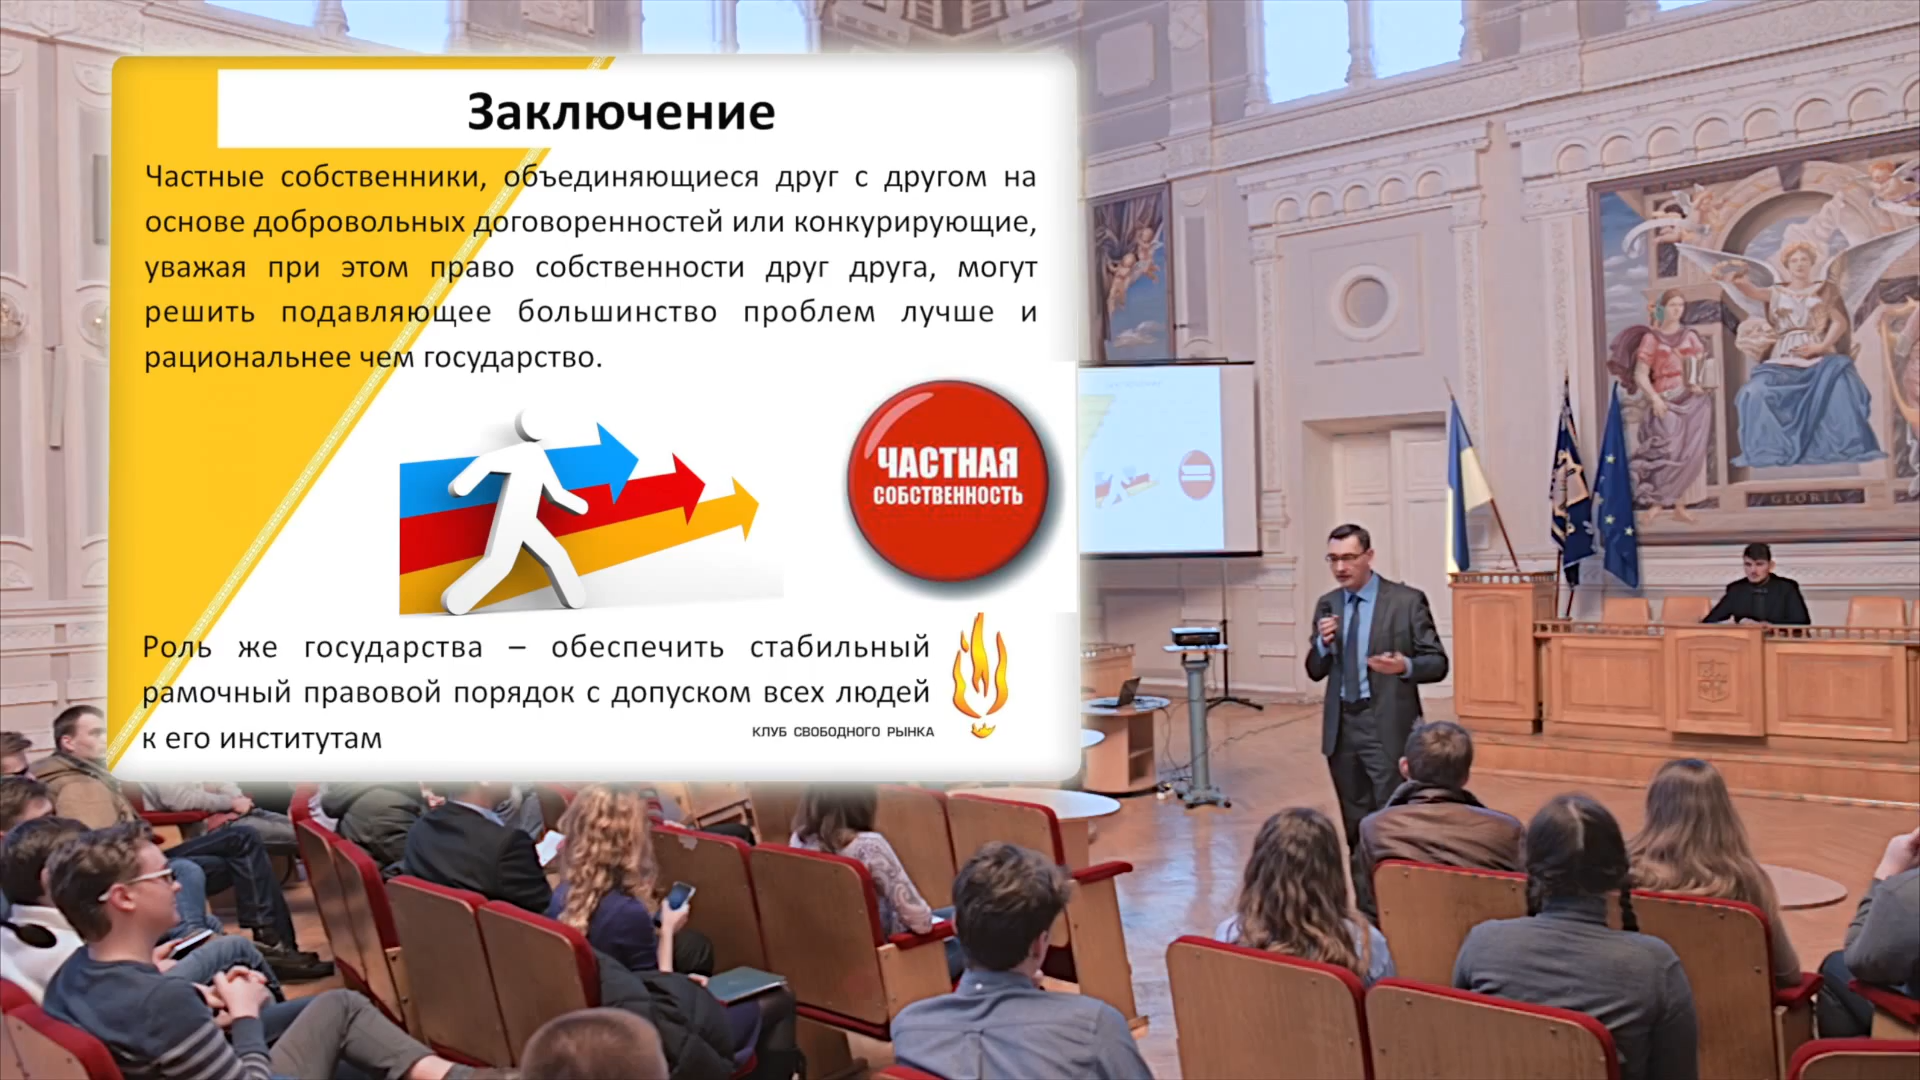 Заключение
Частные собственники, объединяющиеся друг с другом на
основе добровольных договоренностей или конкурирующие,
уважая при этом право собственности друг друга, могут
решить подавляющее большинство проблем лучше и
рациональнее чем государство.
ЧАСТНАЯ
СОБСТВЕННОСТЬ
Роль же государства – обеспечить стабильный
рамочный правовой порядок с допуском всех людей
к его институтам
КЛУБ СВОБОДНОГО РЫНКА
GLORIA